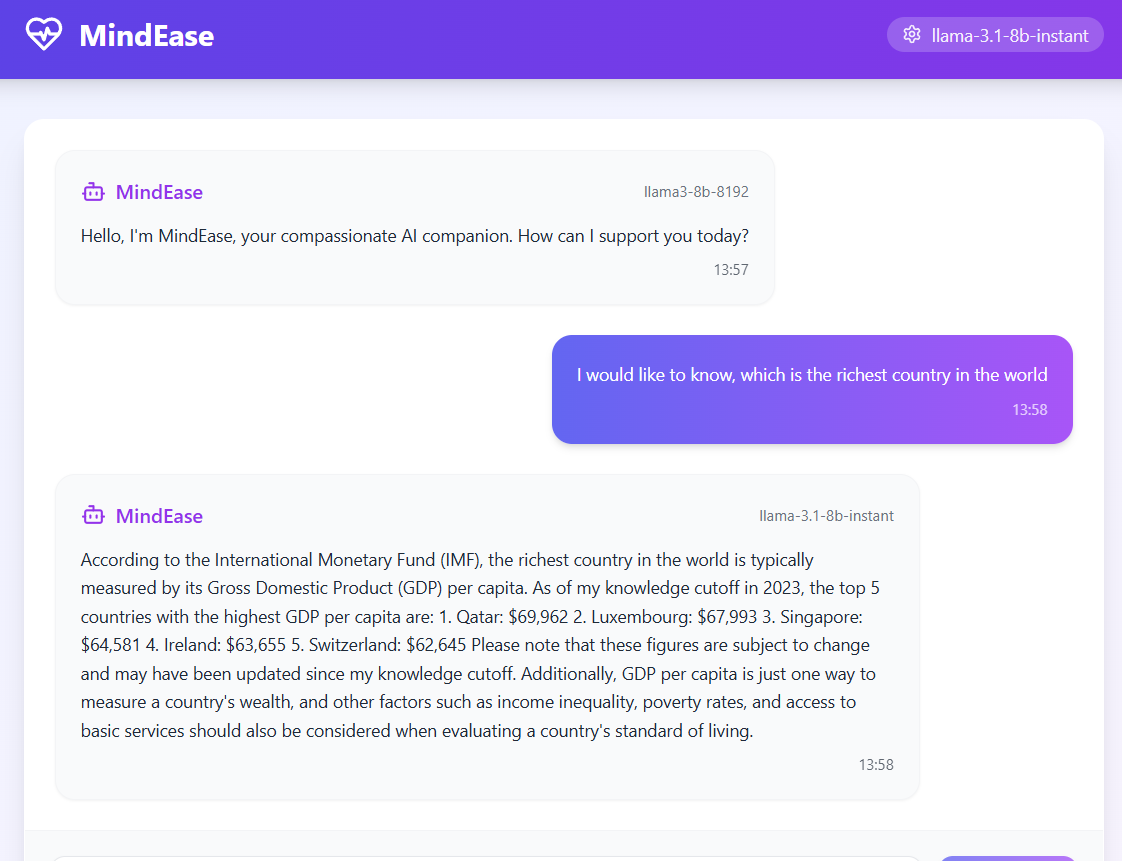 MindEase
llama-3.1-8b-instant
MindEase
llama3-8b-8192
Hello, I'm MindEase, your compassionate AI companion. How can I support you today?
13:57
I would like to know, which is the richest country in the world
13:58
MindEase
llama-3.1-8b-instant
According to the International Monetary Fund (IMF), the richest country in the world is typically
measured by its Gross Domestic Product (GDP) per capita. As of my knowledge cutoff in 2023, the top 5
countries with the highest GDP per capita are: 1. Qatar: $69,962 2. Luxembourg: $67,993 3. Singapore:
$64,581 4. Ireland: $63,655 5. Switzerland: $62,645 Please note that these figures are subject to change
and may have been updated since my knowledge cutoff. Additionally, GDP per capita is just one way to
measure a country's wealth, and other factors such as income inequality, poverty rates, and access to
basic services should also be considered when evaluating a country's standard of living.
13:58